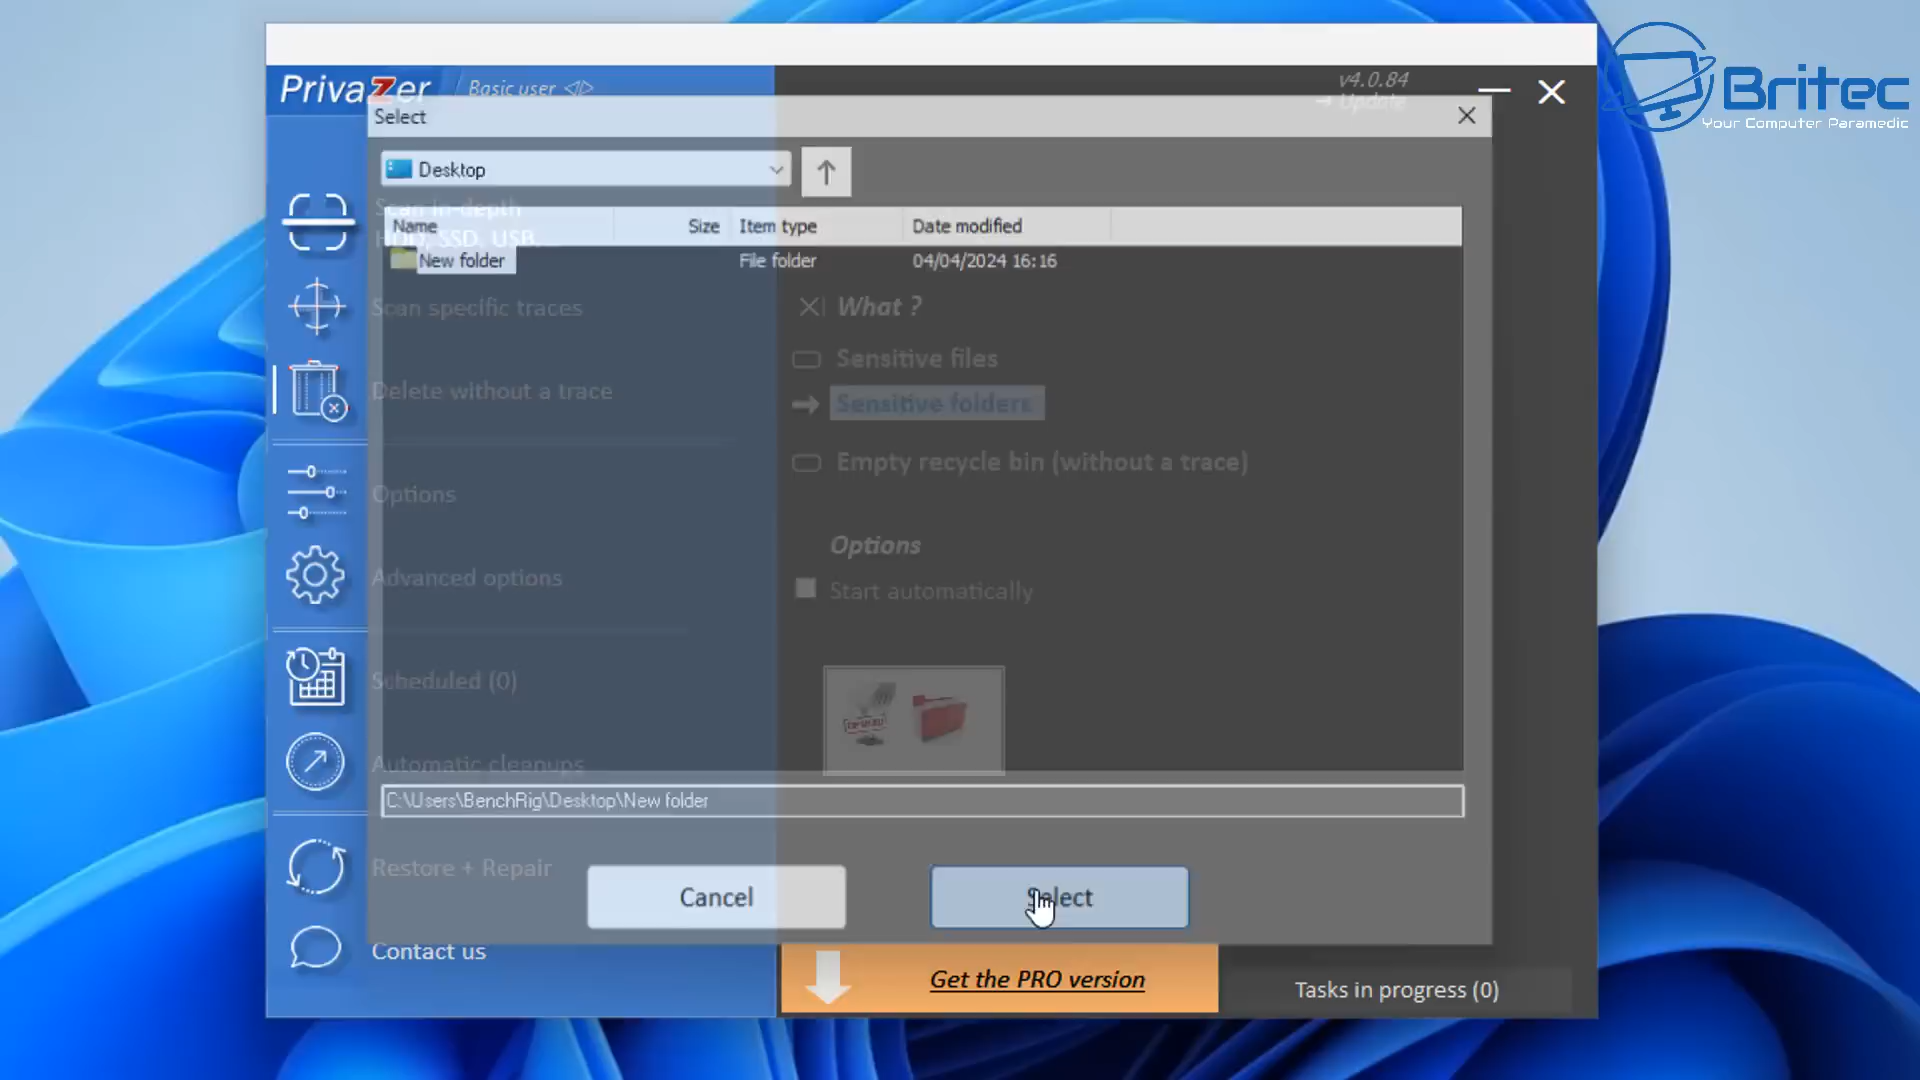 PrivaZer
Basic user
v4.0.84
Update
Britec
Your Computer Paramedic
Select
Desktop
Scan in-depth
HDD, SSD, USB,...
Name Size Item type Date modified
New folder File folder 04/04/2024 16:16
Scan specific traces
Delete without a trace
Options
Advanced options
Scheduled (0)
Automatic cleanups
Restore + Repair
Contact us
What ?
Sensitive files
Sensitive folders
Empty recycle bin (without a trace)
Options
Start automatically
C:\Users\BenchRig\Desktop\New folder
Cancel
Select
Get the PRO version
Tasks in progress (0)